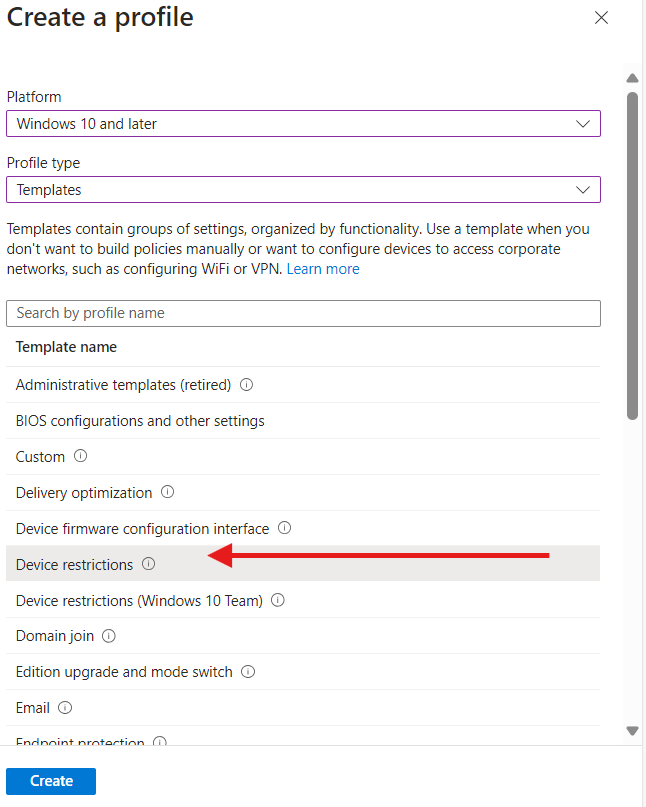 Create a profile
Platform
Windows 10 and later
Profile type
Templates
Templates contain groups of settings, organized by functionality. Use a template when you
don't want to build policies manually or want to configure devices to access corporate
networks, such as configuring WiFi or VPN. Learn more
Search by profile name
Template name
Administrative templates (retired)
BIOS configurations and other settings
Custom
Delivery optimization
Device firmware configuration interface
Device restrictions
Device restrictions (Windows 10 Team)
Domain join
Edition upgrade and mode switch
Email
Endpoint protection
Create